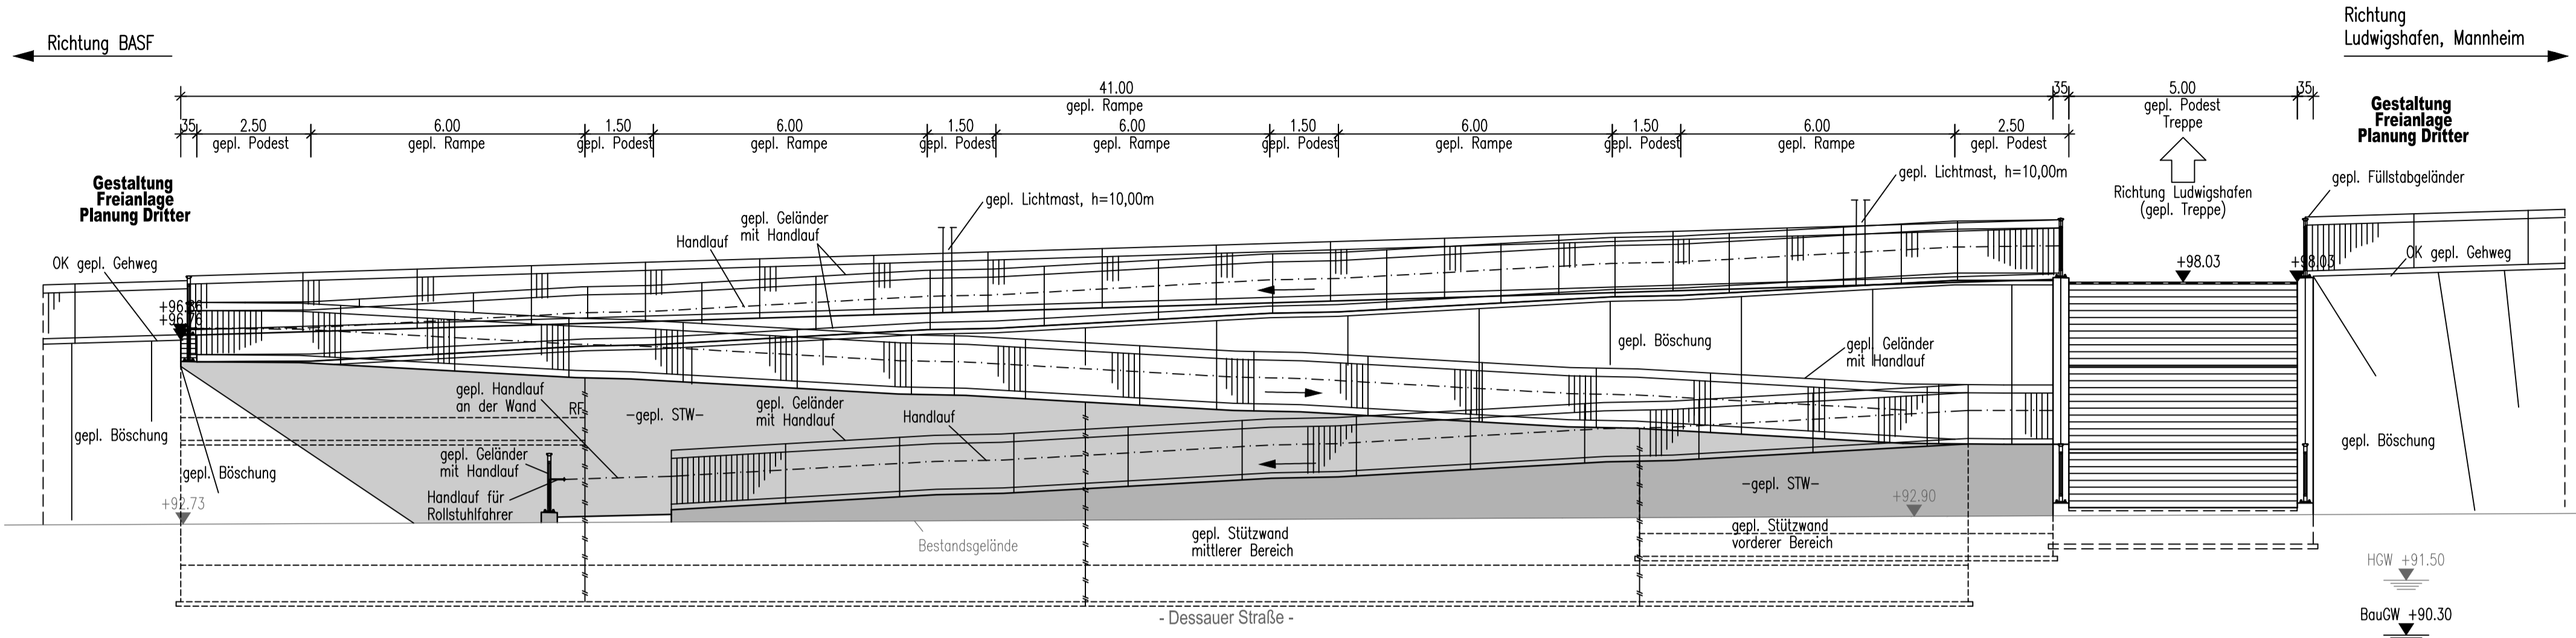 Richtung BASF
Richtung
Ludwigshafen, Mannheim
41.00
gepl. Rampe
35
5.00
35
gepl. Podest
Treppe
35
2.50
6.00
1.50
6.00
1.50
6.00
1.50
6.00
1.50
6.00
2.50
gepl. Podest
gepl. Rampe
gepl. Podest
gepl. Rampe
gepl. Podest
gepl. Rampe
gepl. Podest
gepl. Rampe
gepl. Podest
gepl. Rampe
gepl. Podest
Gestaltung
Freianlage
Planung Dritter
Gestaltung
Freianlage
Planung Dritter
gepl. Lichtmast, h=10,00m
gepl. Lichtmast, h=10,00m
Richtung Ludwigshafen
(gepl. Treppe)
gepl. Füllstabgeländer
gepl. Geländer
mit Handlauf
Handlauf
OK gepl. Gehweg
OK gepl. Gehweg
+98.03
+98.03
gepl. Böschung
gepl. Geländer
mit Handlauf
gepl. Handlauf
an der Wand
RF
-gepl. STW-
gepl. Geländer
mit Handlauf
Handlauf
gepl. Böschung
gepl. Böschung
gepl. Böschung
gepl. Geländer
mit Handlauf
Handlauf für
Rollstuhlfahrer
-gepl. STW-
+92.73
+92.90
Bestandsgelände
gepl. Stützwand
mittlerer Bereich
gepl. Stützwand
vorderer Bereich
HGW +91.50
BauGW +90.30
- Dessauer Straße -